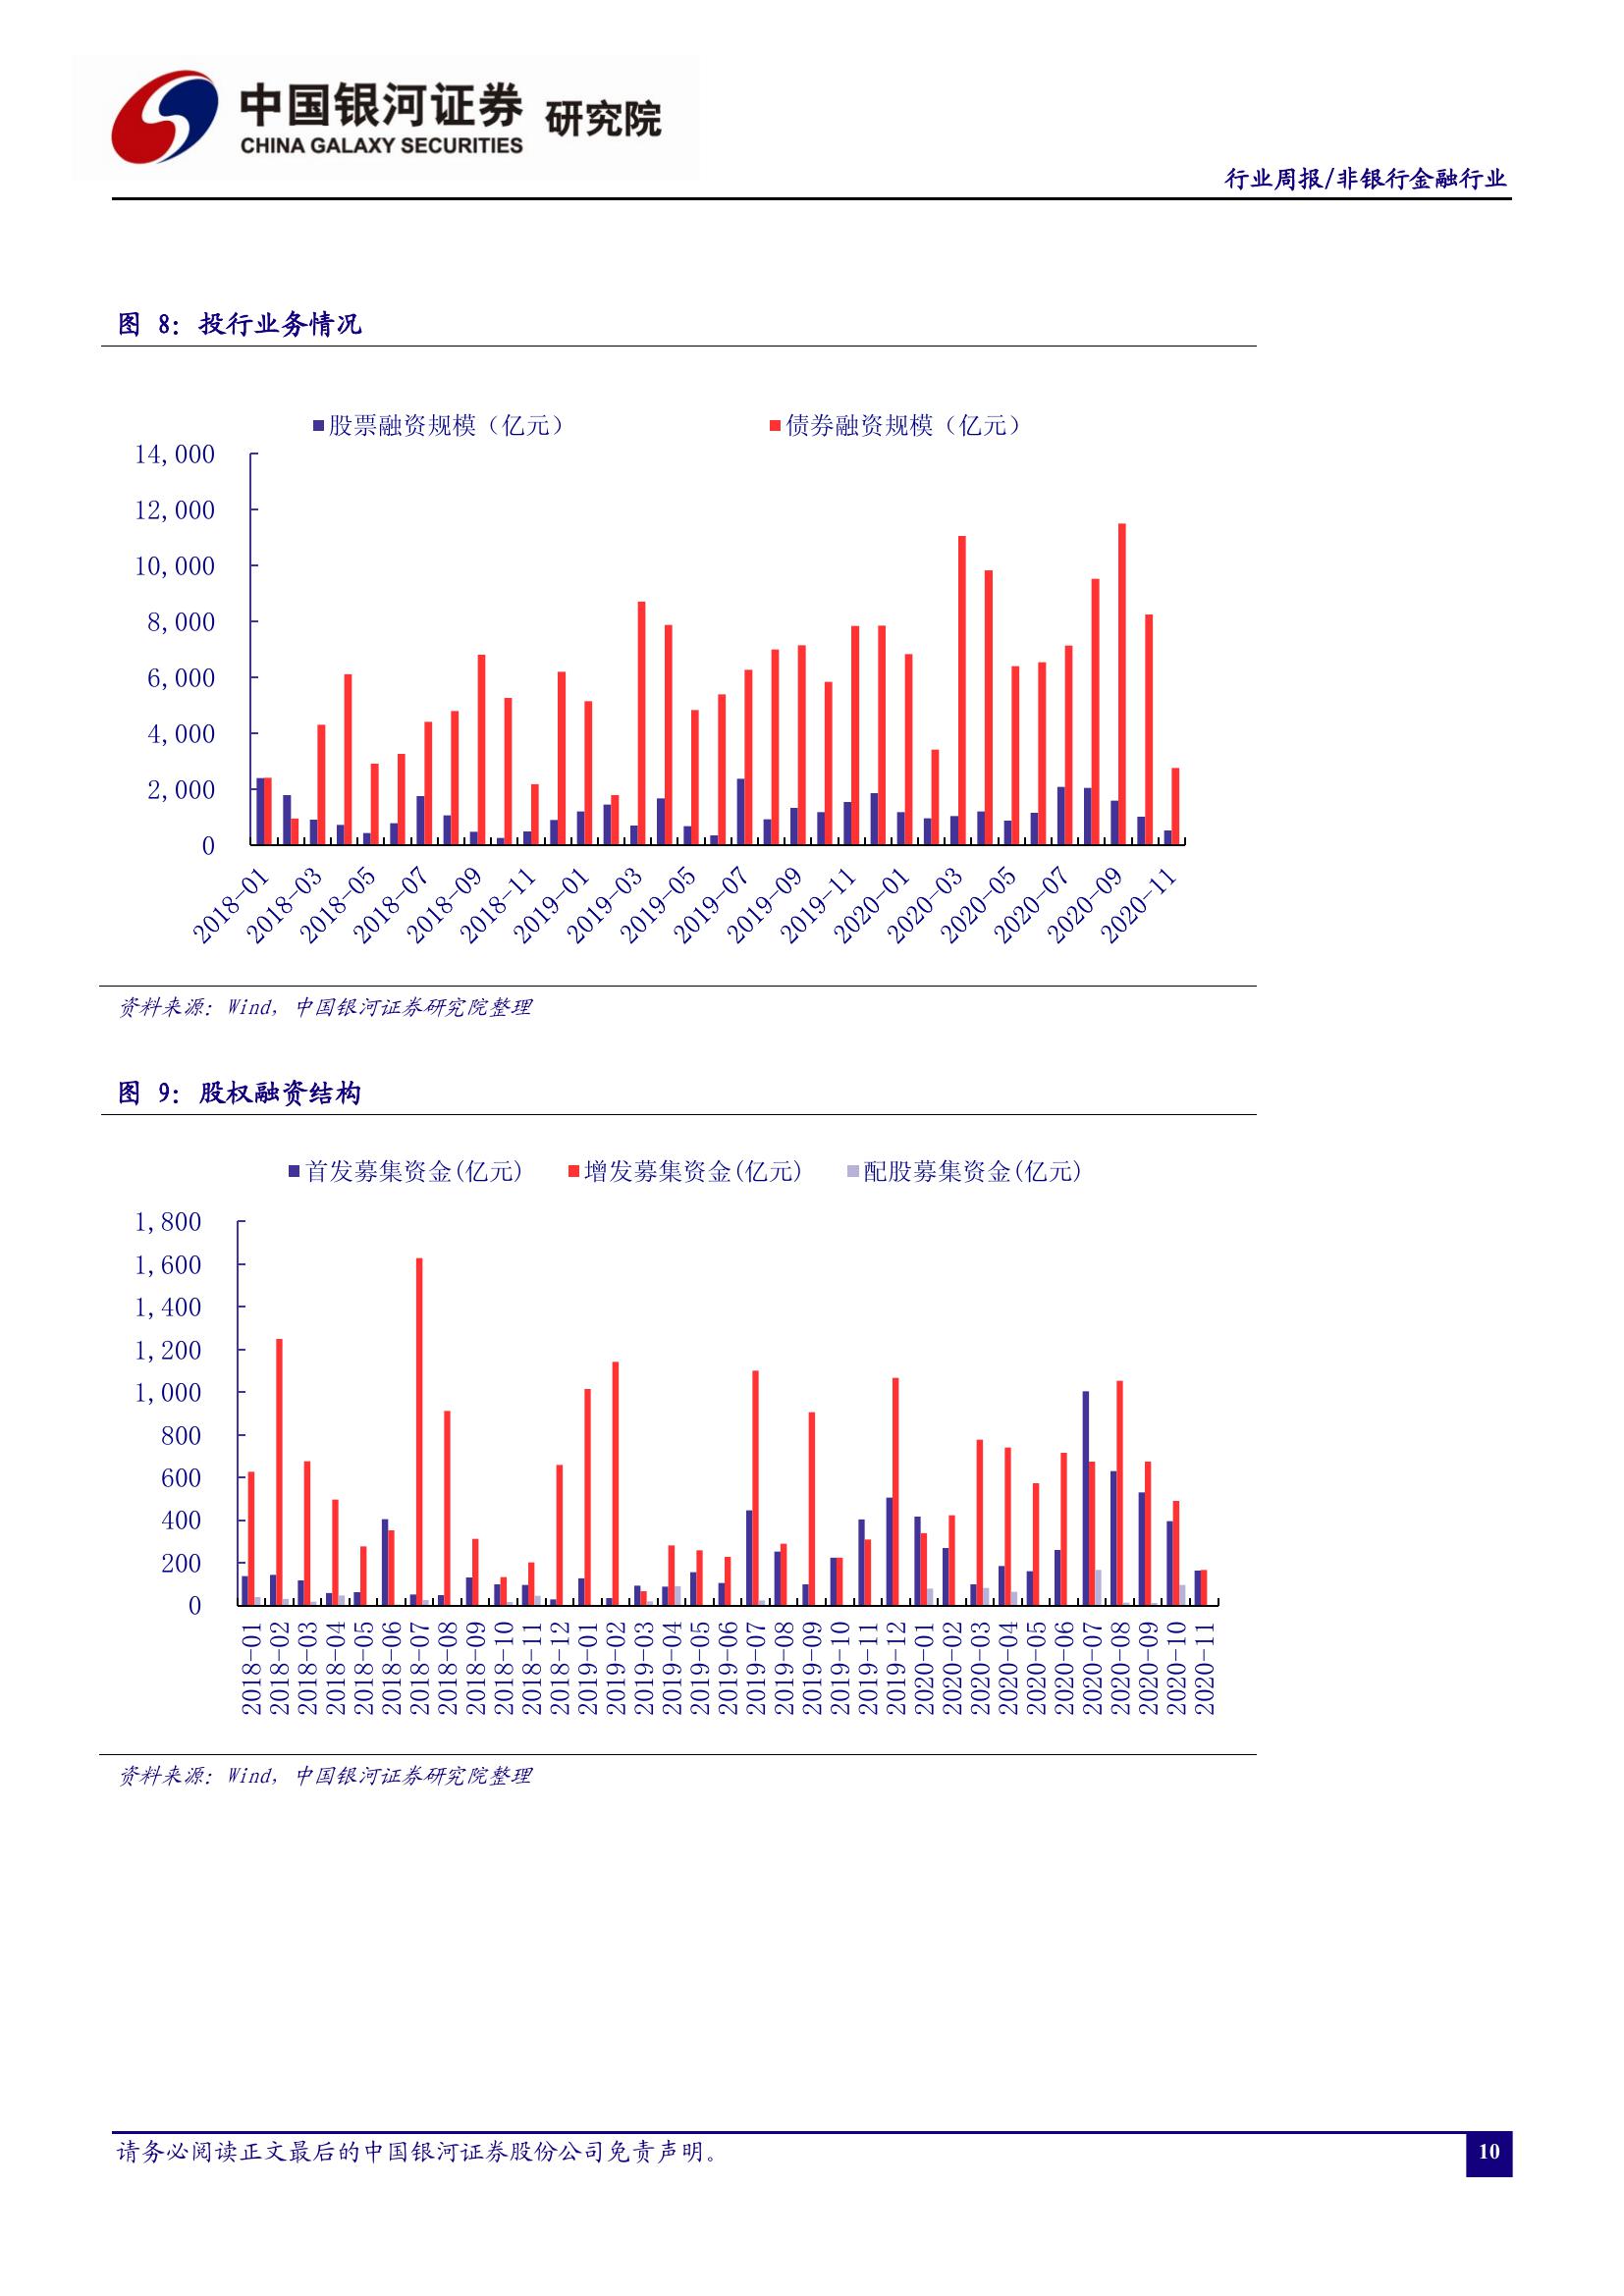 中国银河证券 研究院
CHINA GALAXY SECURITIES
行业周报/非银行金融行业
图 8：投行业务情况
股票融资规模（亿元） 债券融资规模（亿元）
14,000
12,000
10,000
8,000
6,000
4,000
2,000
0
2018-01 2018-03 2018-05 2018-07 2018-09 2018-11 2019-01 2019-03 2019-05 2019-07 2019-09 2019-11 2020-01 2020-03 2020-05 2020-07 2020-09 2020-11
资料来源：Wind，中国银河证券研究院整理
图 9：股权融资结构
首发募集资金(亿元) 增发募集资金(亿元) 配股募集资金(亿元)
1,800
1,600
1,400
1,200
1,000
800
600
400
200
0
2018-01 2018-02 2018-03 2018-04 2018-05 2018-06 2018-07 2018-08 2018-09 2018-10 2018-11 2018-12 2019-01 2019-02 2019-03 2019-04 2019-05 2019-06 2019-07 2019-08 2019-09 2019-10 2019-11 2019-12 2020-01 2020-02 2020-03 2020-04 2020-05 2020-06 2020-07 2020-08 2020-09 2020-10 2020-11
资料来源：Wind，中国银河证券研究院整理
请务必阅读正文最后的中国银河证券股份公司免责声明。
10